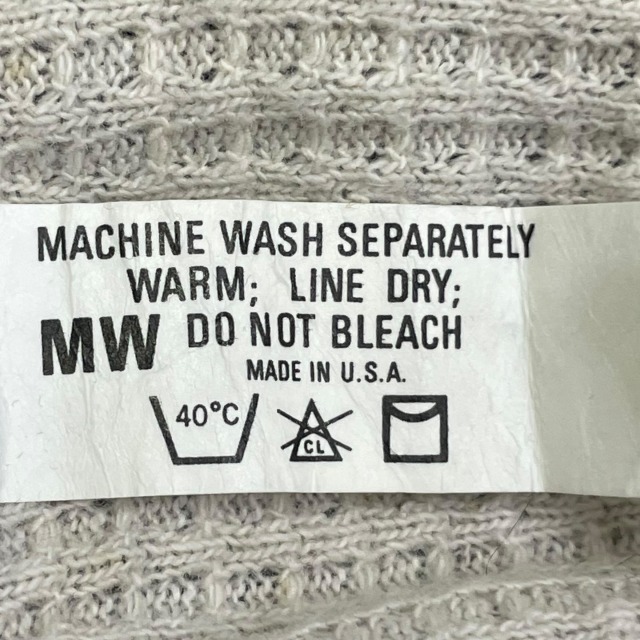 MACHINE WASH SEPARATELY
WARM; LINE DRY;
MW DO NOT BLEACH
MADE IN U.S.A.
40°C CL